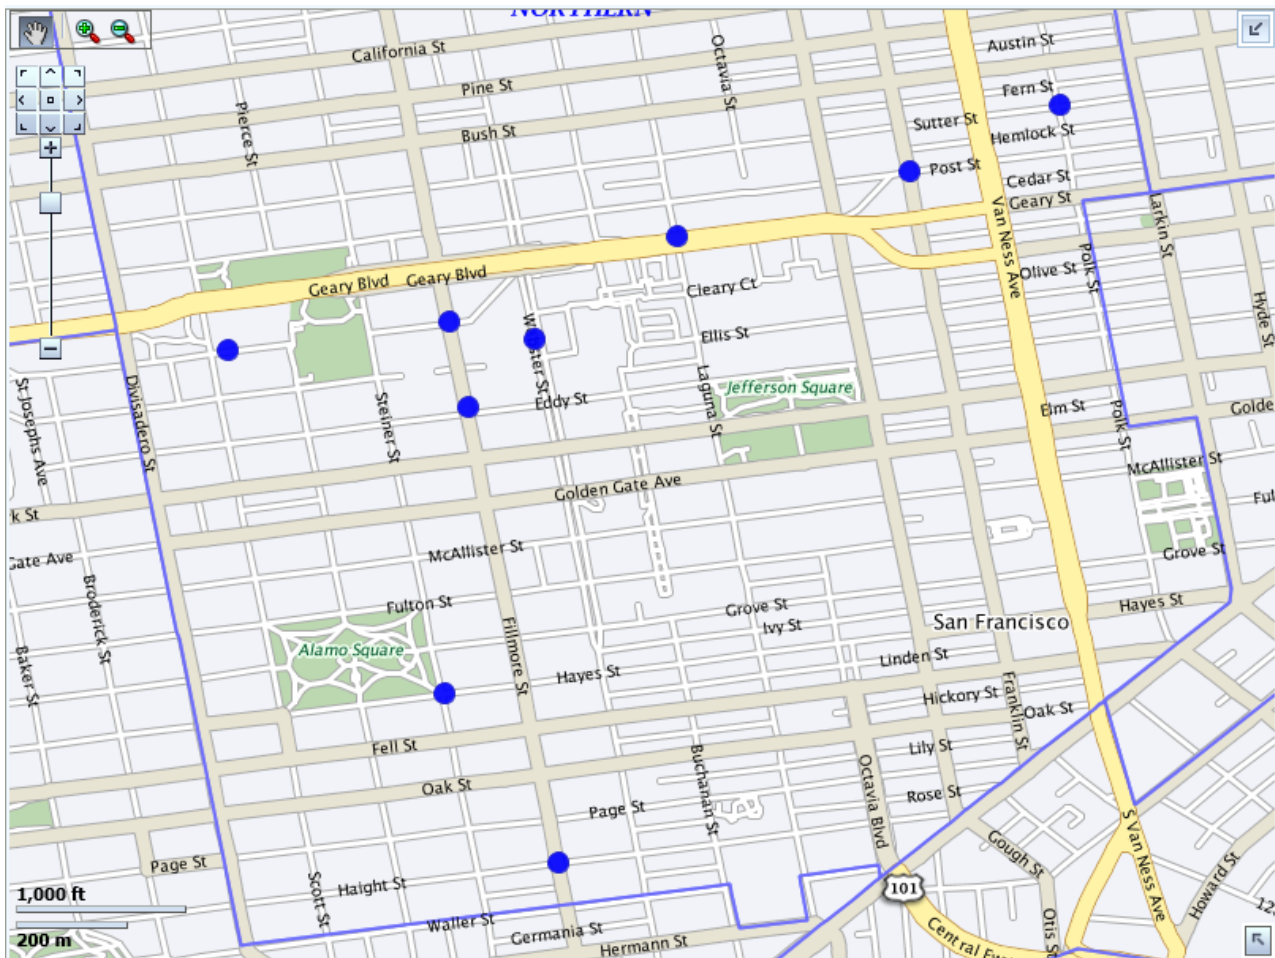 NORTHERN
Austin St
California St
Octavia St
Pine St
Fern St
Pierce St
Sutter St
Bush St
Hemlock St
Post St
Cedar St
Geary St
Larkin St
Van Ness Ave
Polk St
Olive St
Geary Blvd
Geary Blvd
Cleary Ct
Hyde St
Ellis St
St Josephs Ave
Divisadero St
Steiner St
Eddy St
Laguna St
Jefferson Square
Elm St
Polk St
Golde
McAllister St
Golden Gate Ave
k St
Ful
McAllister St
Grove St
Gate Ave
Broderick St
Fulton St
Grove St
Hayes St
Ivy St
San Francisco
Alamo Square
Fillmore St
Baker St
Hayes St
Linden St
Hickory St
Franklin St
Oak St
Fell St
Lily St
Buchanan St
Octavia Blvd
Oak St
Rose St
Page St
S Van Ness Ave
Gough St
Page St
Haight St
Scott St
1,000 ft
101
Howard St
Waller St
Germania St
Otis St
200 m
Hermann St